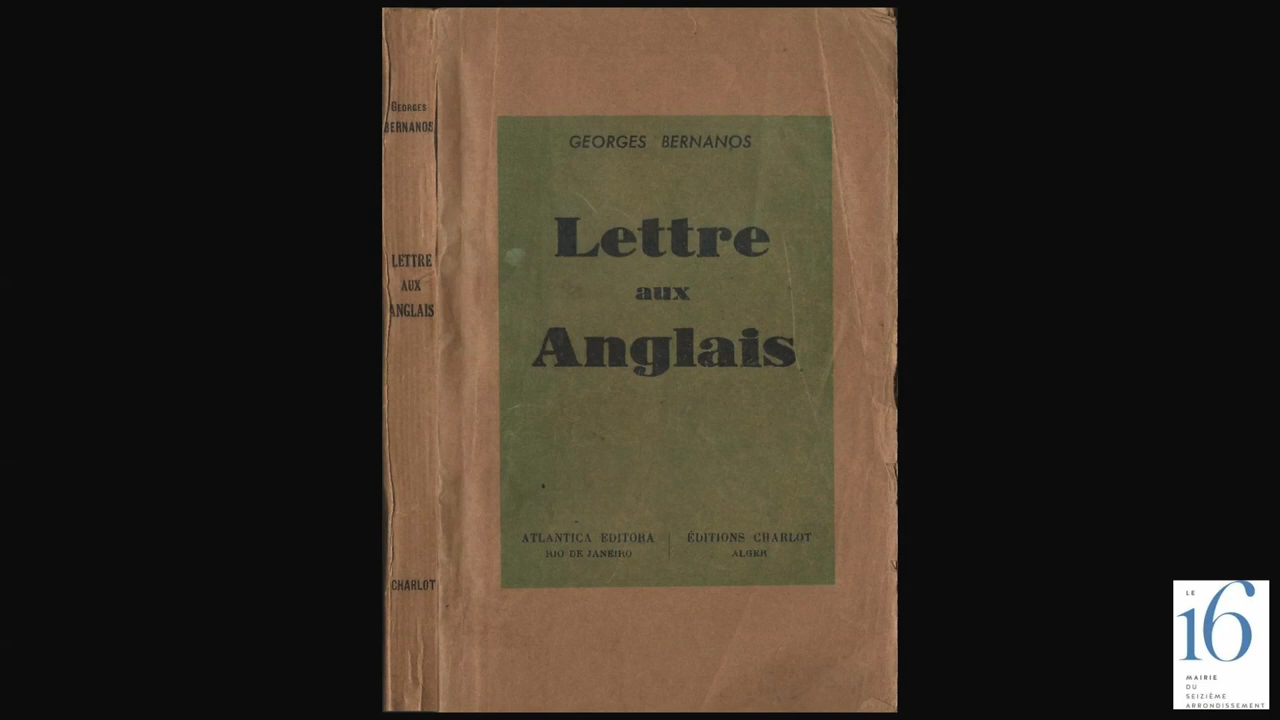 GEORGES
BERNANOS
LETTRE
AUX
ANGLAIS
CHARLOT
GEORGES BERNANOS
Lettre
aux
Anglais
ATLANTICA EDITORA
RIO DE JANEIRO
ÉDITIONS CHARLOT
ALGER
LE
16
MAIRIE
DU
SEIZIÈME
ARRONDISSEMENT